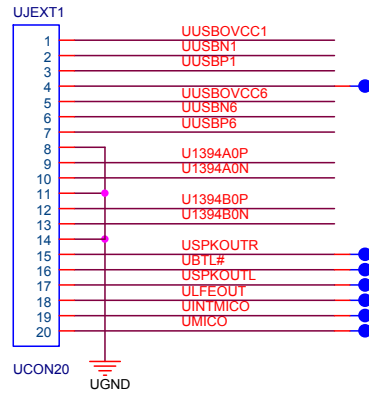 UJEXT1
1 UUSBOVCC1
2 UUSBN1
3 UUSBP1
4
5 UUSBOVCC6
6 UUSBN6
7 UUSBP6
8
9 U1394A0P
10 U1394A0N
11
12 U1394B0P
13 U1394B0N
14
15 USPKOUTR
16 UBTL#
17 USPKOUTL
18 ULFEOUT
19 UINTMICO
20 UMICO
UCON20
UGND